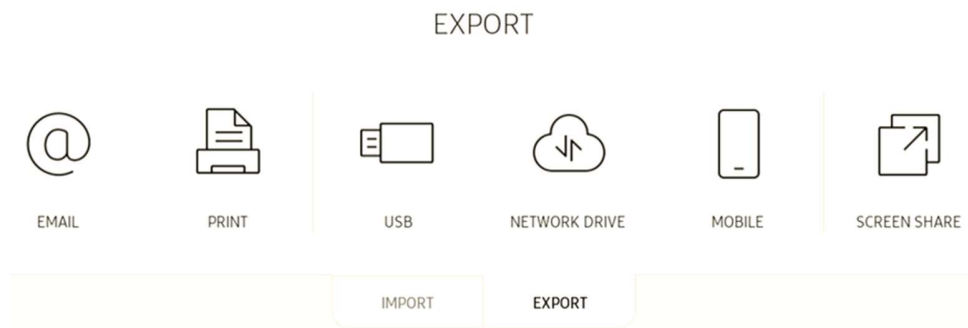 EXPORT
EMAIL PRINT USB NETWORK DRIVE MOBILE SCREEN SHARE
IMPORT EXPORT